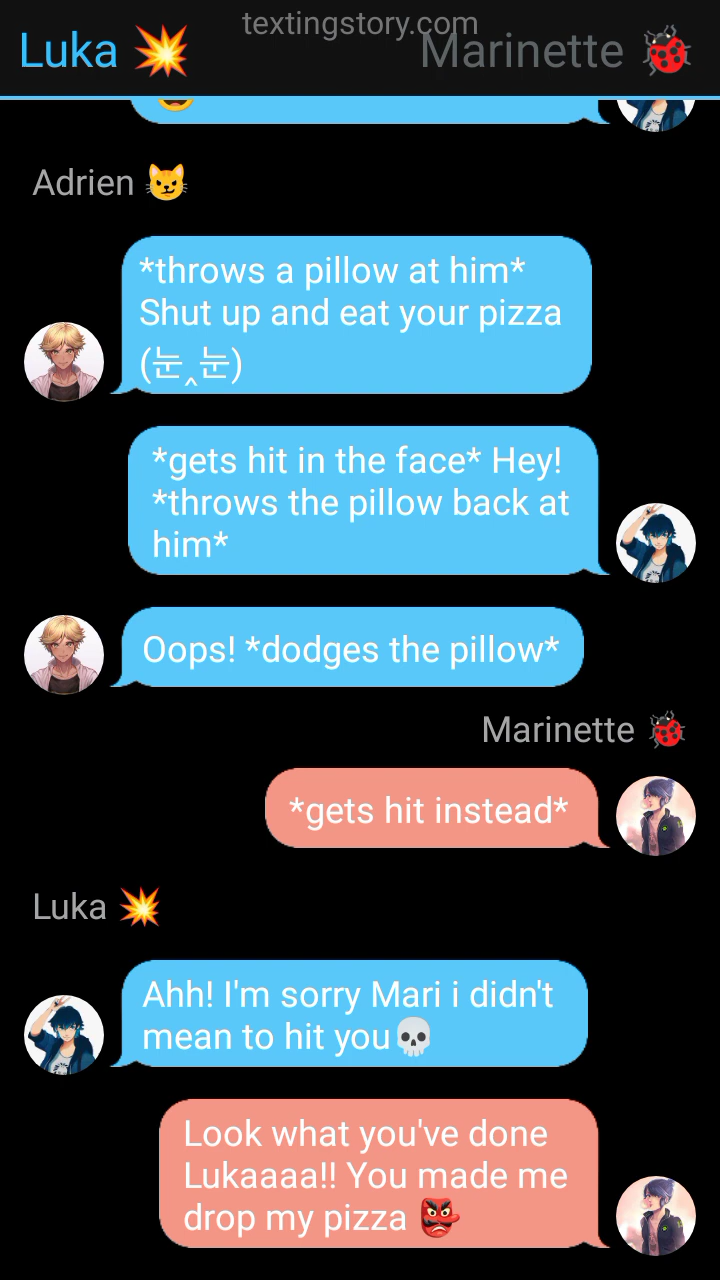 textingstory.com
Luka 💥 Marinette 🐞
Adrien 😼
*throws a pillow at him*
Shut up and eat your pizza
(눈‸눈)
*gets hit in the face* Hey!
*throws the pillow back at
him*
Oops! *dodges the pillow*
Marinette 🐞
*gets hit instead*
Luka 💥
Ahh! I'm sorry Mari i didn't
mean to hit you💀
Look what you've done
Lukaaaa!! You made me
drop my pizza 👺